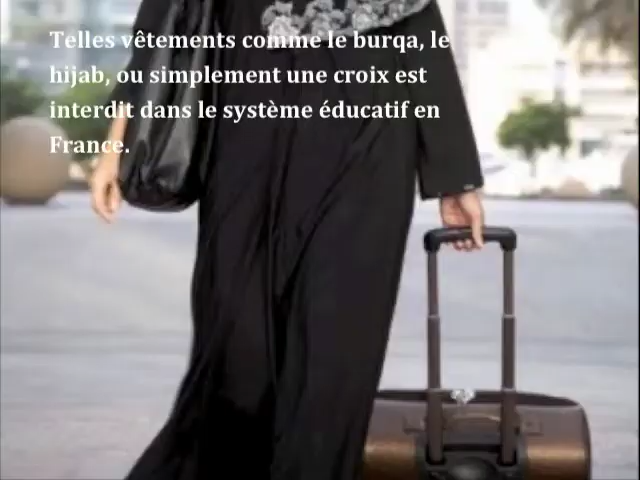 Telles vêtements comme le burqa, le
hijab, ou simplement une croix est
interdit dans le système éducatif en
France.